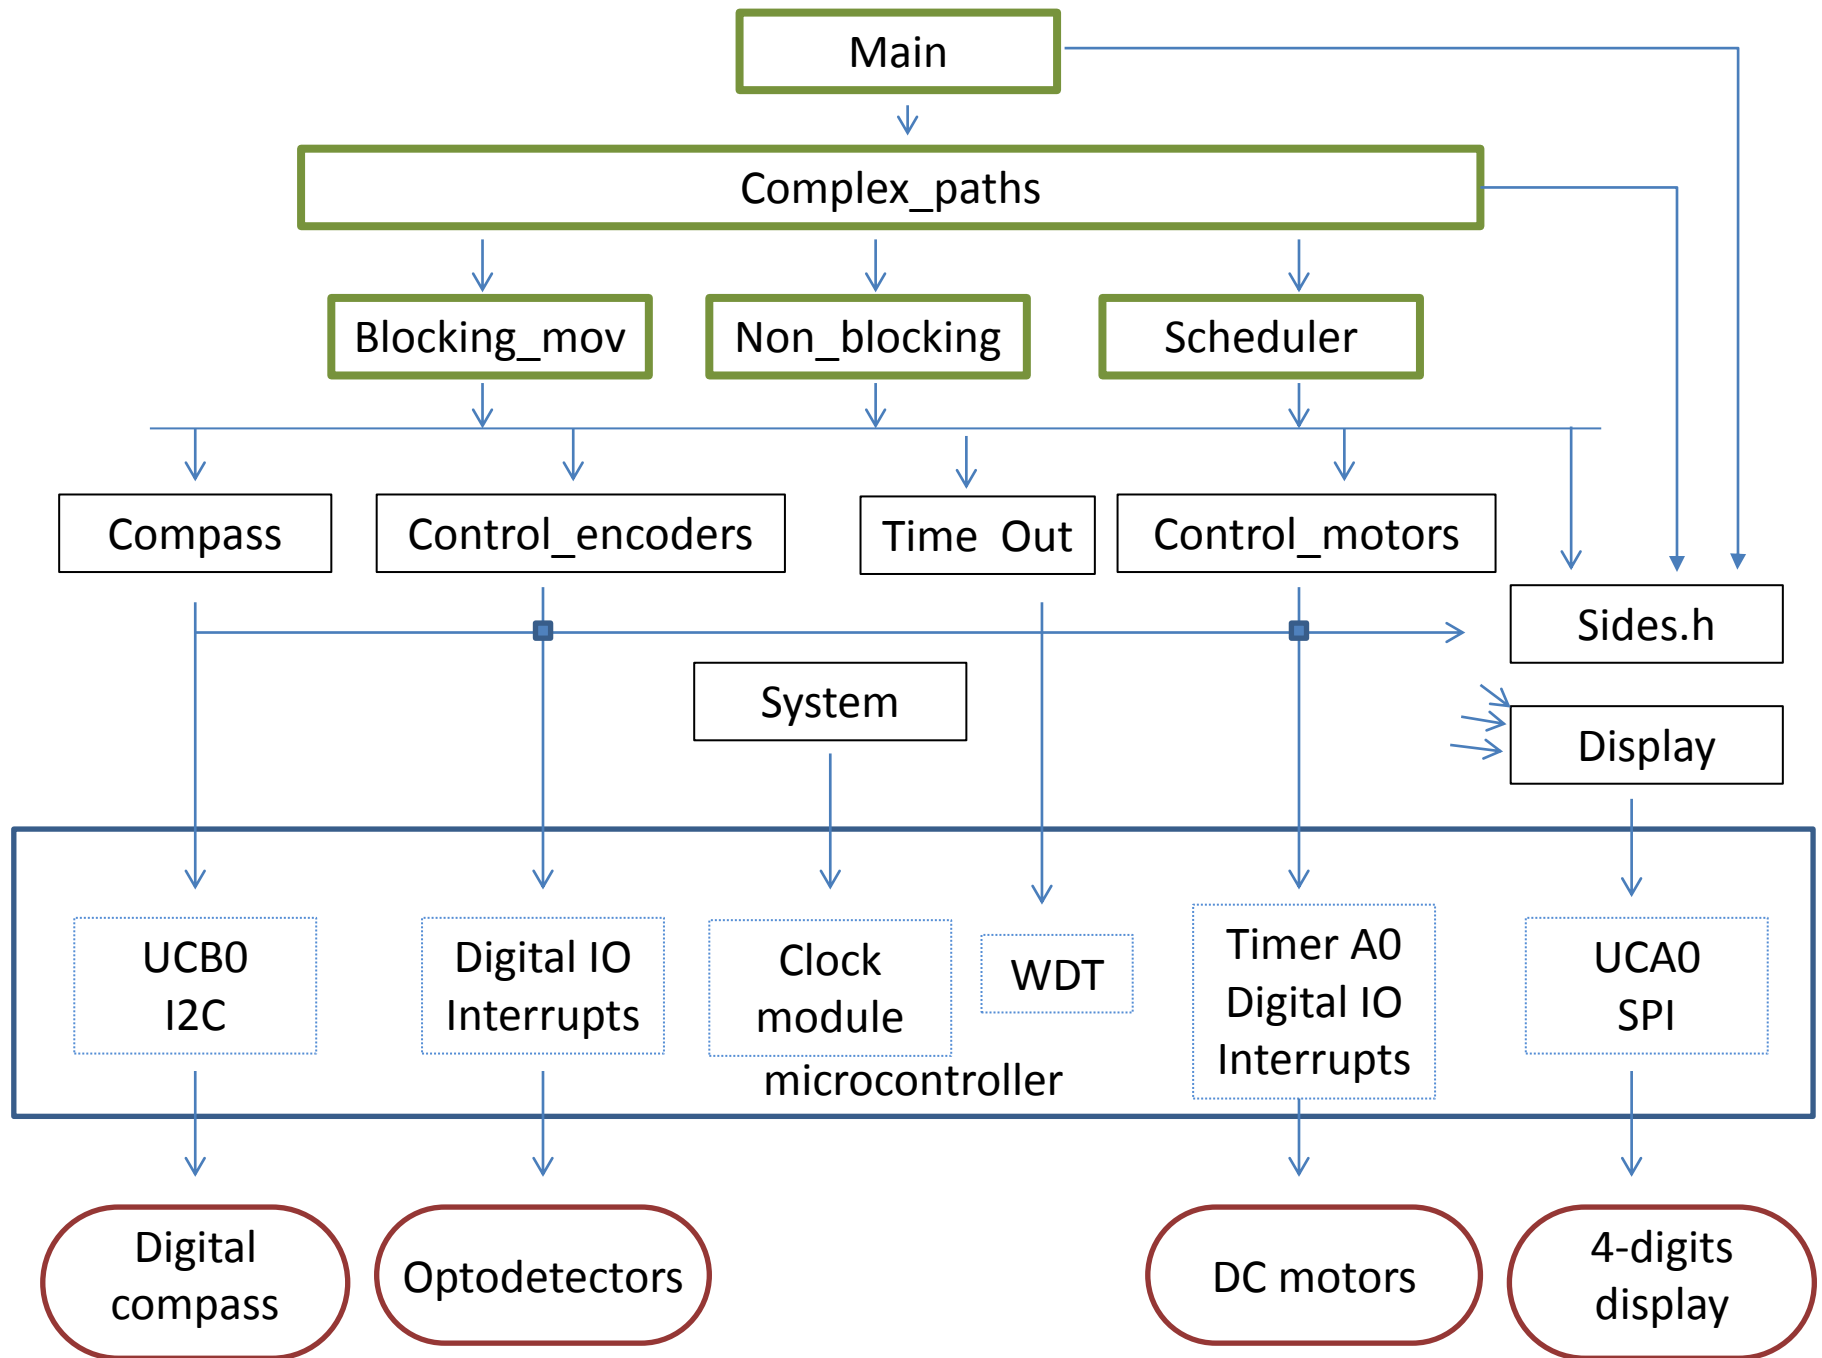 Main
Complex_paths
Blocking_mov
Non_blocking
Scheduler
Compass
Control_encoders
Time Out
Control_motors
Sides.h
System
Display
UCB0
I2C
Digital IO
Interrupts
Clock
module
WDT
Timer A0
Digital IO
Interrupts
UCA0
SPI
microcontroller
Digital
compass
Optodetectors
DC motors
4-digits
display